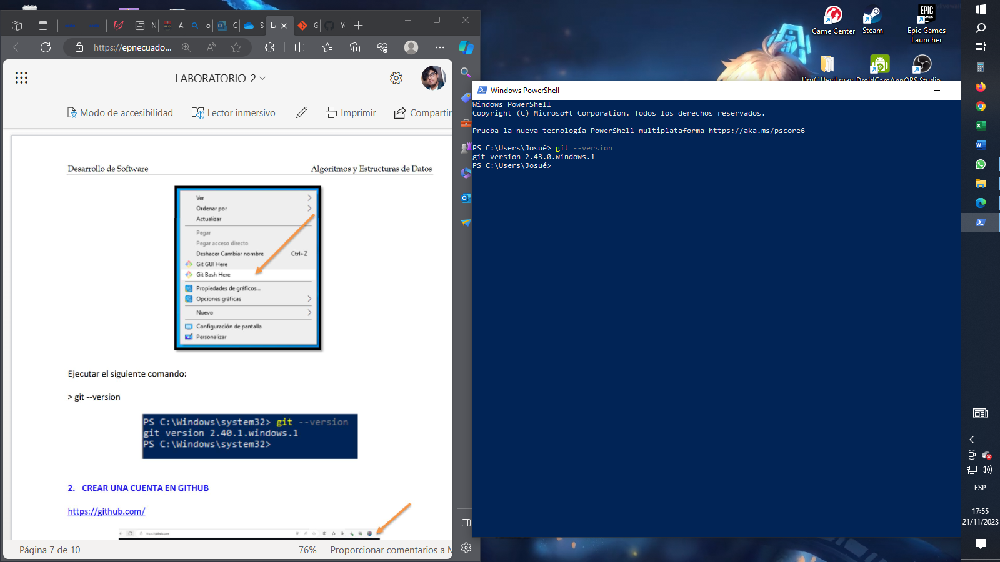 https://epnecuado...
LABORATORIO-2
Modo de accesibilidad
Lector inmersivo
Imprimir
Compartir
Desarrollo de Software
Algoritmos y Estructuras de Datos
Ver
Ordenar por
Actualizar
Pegar
Pegar acceso directo
Deshacer Cambiar nombre Ctrl+Z
Git GUI Here
Git Bash Here
Propiedades de gráficos...
Opciones gráficas
Nuevo
Configuración de pantalla
Personalizar
Ejecutar el siguiente comando:
> git --version
PS C:\Windows\system32> git --version
git version 2.40.1.windows.1
PS C:\Windows\system32>
2. CREAR UNA CUENTA EN GITHUB
https://github.com/
Página 7 de 10
76%
Proporcionar comentarios a M
Windows PowerShell
Windows PowerShell
Copyright (C) Microsoft Corporation. Todos los derechos reservados.
Prueba la nueva tecnología PowerShell multiplataforma https://aka.ms/pscore6
PS C:\Users\Josué> git --version
git version 2.43.0.windows.1
PS C:\Users\Josué>
Game Center
Steam
EPIC
GAMES
Epic Games
Launcher
DmC Devil may
DroidCamApp
OBS Studio
ESP
17:55
21/11/2023